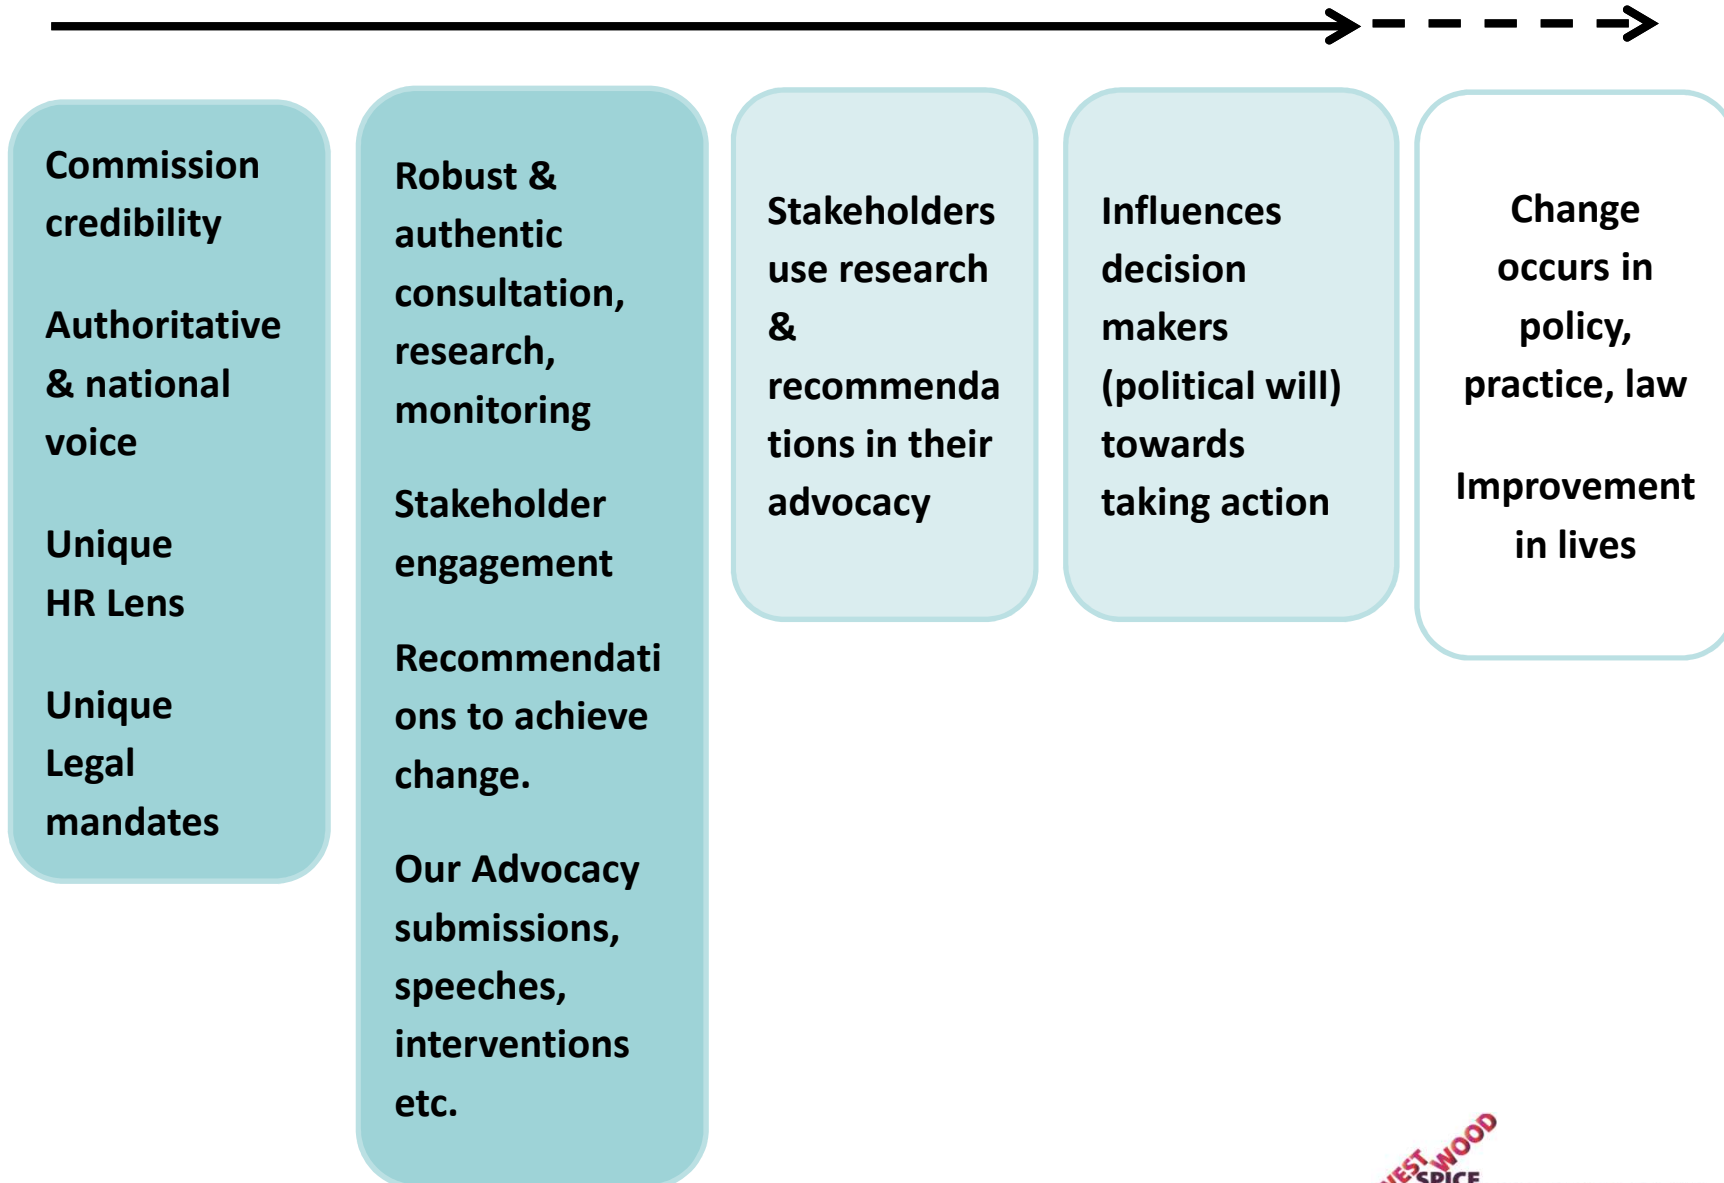 Commission
credibility
Authoritative
& national
voice
Unique
HR Lens
Unique
Legal
mandates
Robust &
authentic
consultation,
research,
monitoring
Stakeholder
engagement
Recommendati
ons to achieve
change.
Our Advocacy
submissions,
speeches,
interventions
etc.
Stakeholders
use research
&
recommenda
tions in their
advocacy
Influences
decision
makers
(political will)
towards
taking action
Change
occurs in
policy,
practice, law
Improvement
in lives
WESTWOOD
SPICE